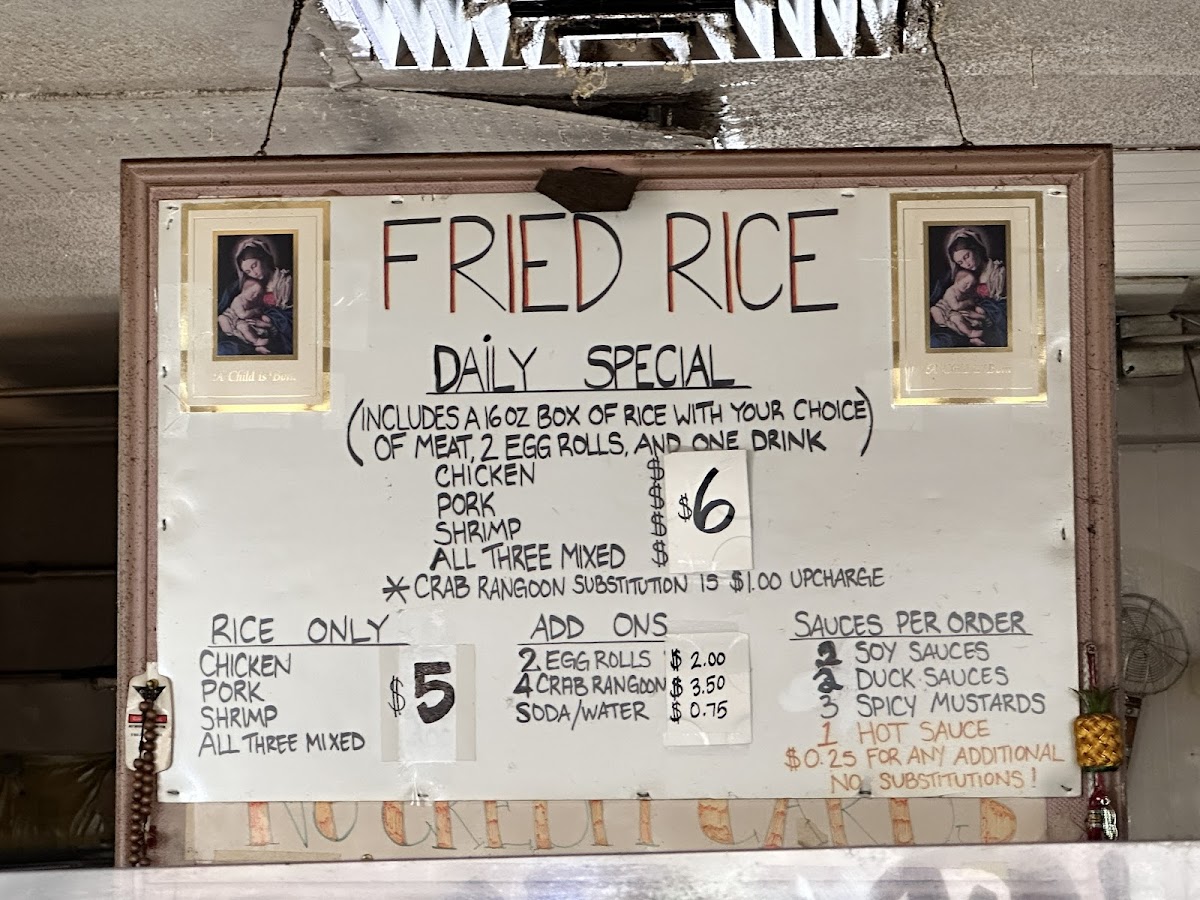 FRIED RICE
A Child is Born
DAILY SPECIAL
(INCLUDES A 16 OZ BOX OF RICE WITH YOUR CHOICE
OF MEAT, 2 EGG ROLLS, AND ONE DRINK)
CHICKEN
PORK
SHRIMP
ALL THREE MIXED
$6
* CRAB RANGOON SUBSTITUTION IS $1.00 UPCHARGE
RICE ONLY
CHICKEN
PORK
SHRIMP
ALL THREE MIXED
$5
ADD ONS
2 EGG ROLLS $ 2.00
4 CRAB RANGOON $ 3.50
SODA/WATER $ 0.75
SAUCES PER ORDER
2 SOY SAUCES
2 DUCK SAUCES
3 SPICY MUSTARDS
1 HOT SAUCE
$0.25 FOR ANY ADDITIONAL
NO SUBSTITUTIONS!
NO CREDIT CARDS